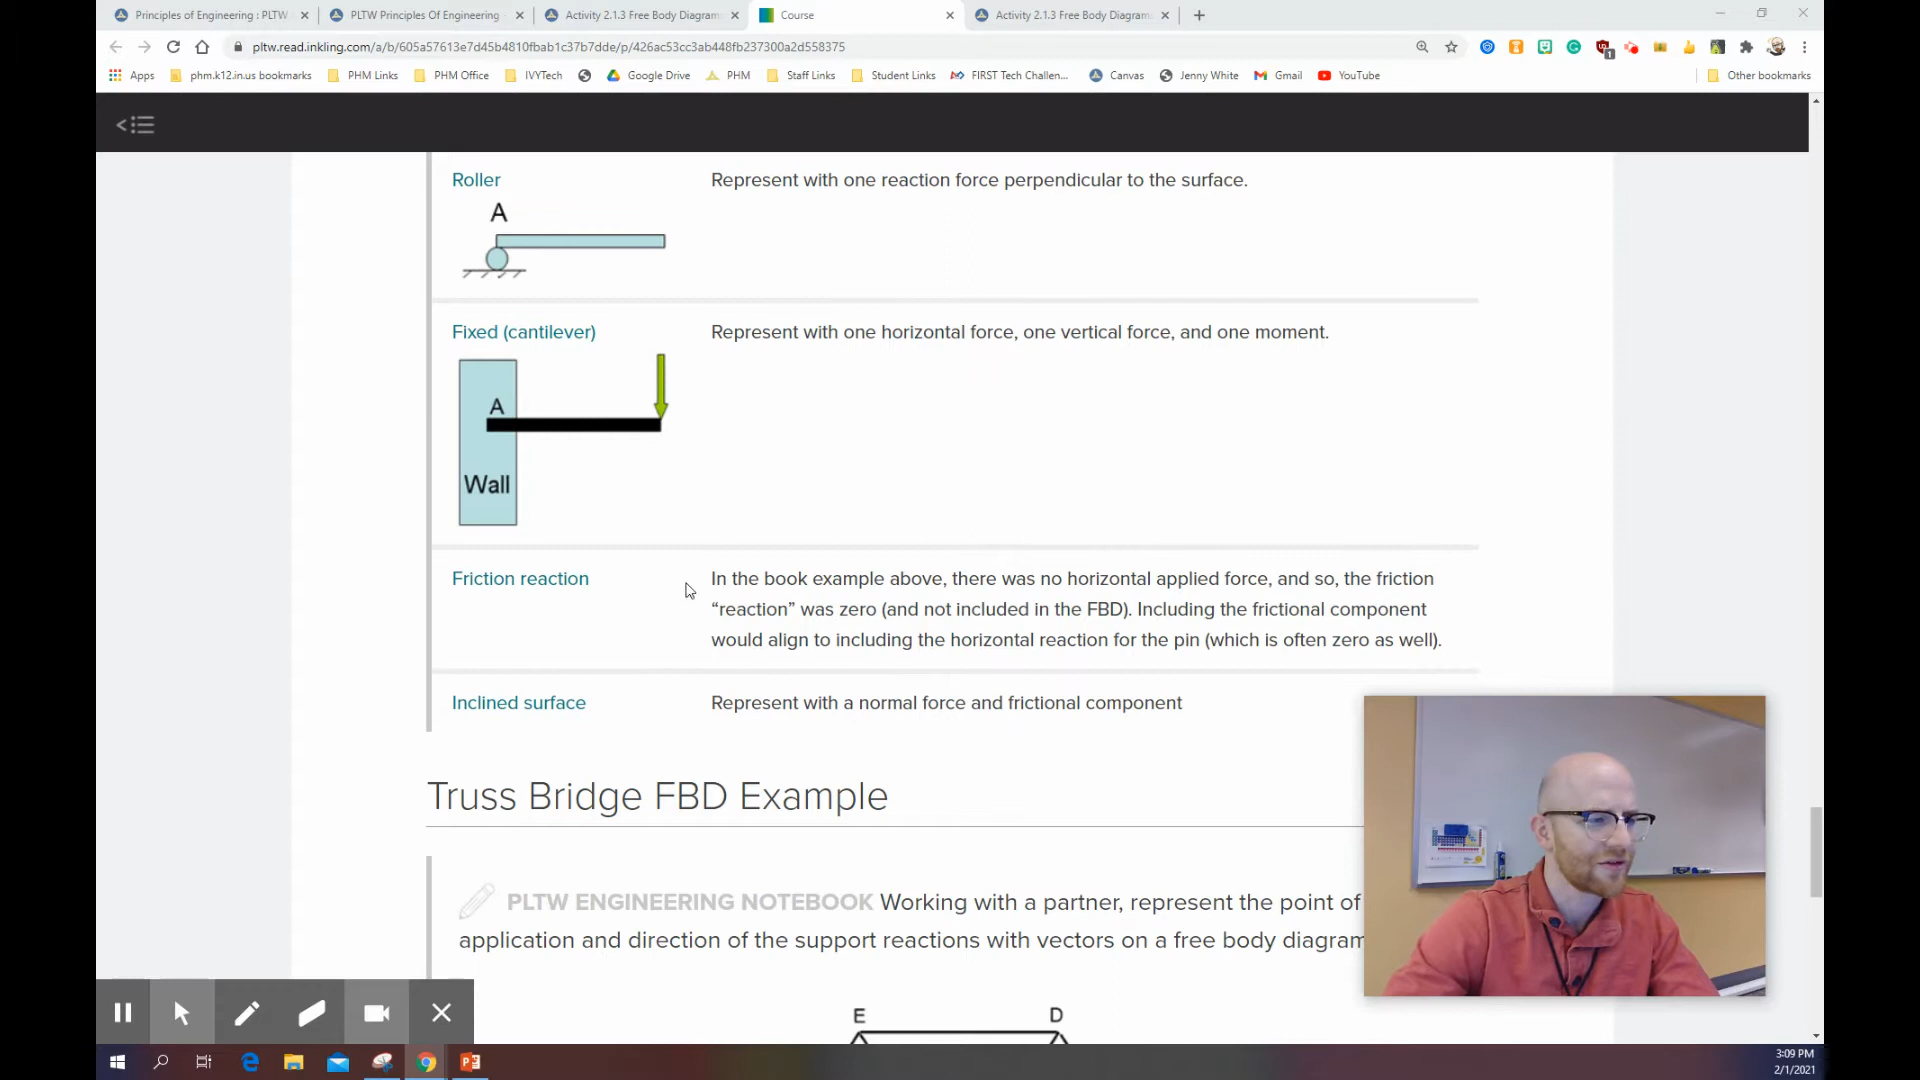 Principles of Engineering : PLTW
PLTW Principles Of Engineering
Activity 2.1.3 Free Body Diagram
Course
Activity 2.1.3 Free Body Diagram
pltw.read.inkling.com/a/b/605a57613e7d45b4810fbab1c37b7dde/p/426ac53cc3ab448fb237300a2d558375
Apps
phm.k12.in.us bookmarks
PHM Links
PHM Office
IVYTech
Google Drive
PHM
Staff Links
Student Links
FIRST Tech Challen...
Canvas
Jenny White
Gmail
YouTube
Other bookmarks
Roller
Represent with one reaction force perpendicular to the surface.
A
Fixed (cantilever)
Represent with one horizontal force, one vertical force, and one moment.
A
Wall
Friction reaction
In the book example above, there was no horizontal applied force, and so, the friction
“reaction” was zero (and not included in the FBD). Including the frictional component
would align to including the horizontal reaction for the pin (which is often zero as well).
Inclined surface
Represent with a normal force and frictional component
Truss Bridge FBD Example
PLTW ENGINEERING NOTEBOOK Working with a partner, represent the point of
application and direction of the support reactions with vectors on a free body diagram
E
D
3:09 PM
2/1/2021